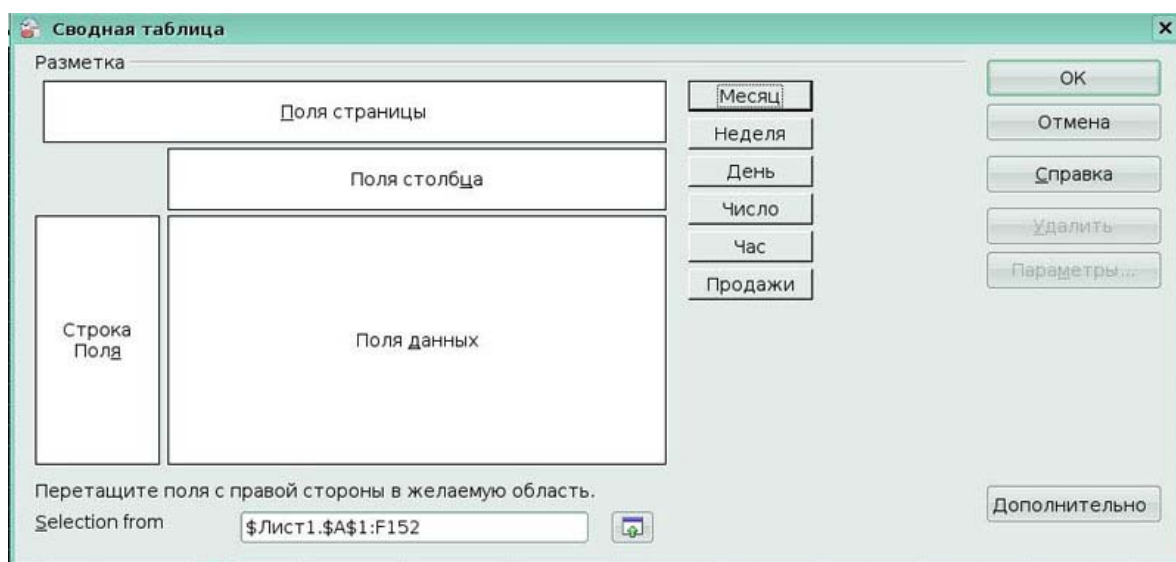 Сводная таблица
Разметка
Поля страницы
Поля столбца
Строка
Поля
Поля данных
Месяц
Неделя
День
Число
Час
Продажи
OK
Отмена
Справка
Удалить
Параметры...
Перетащите поля с правой стороны в желаемую область.
Selection from
$Лист1.$A$1:F152
Дополнительно